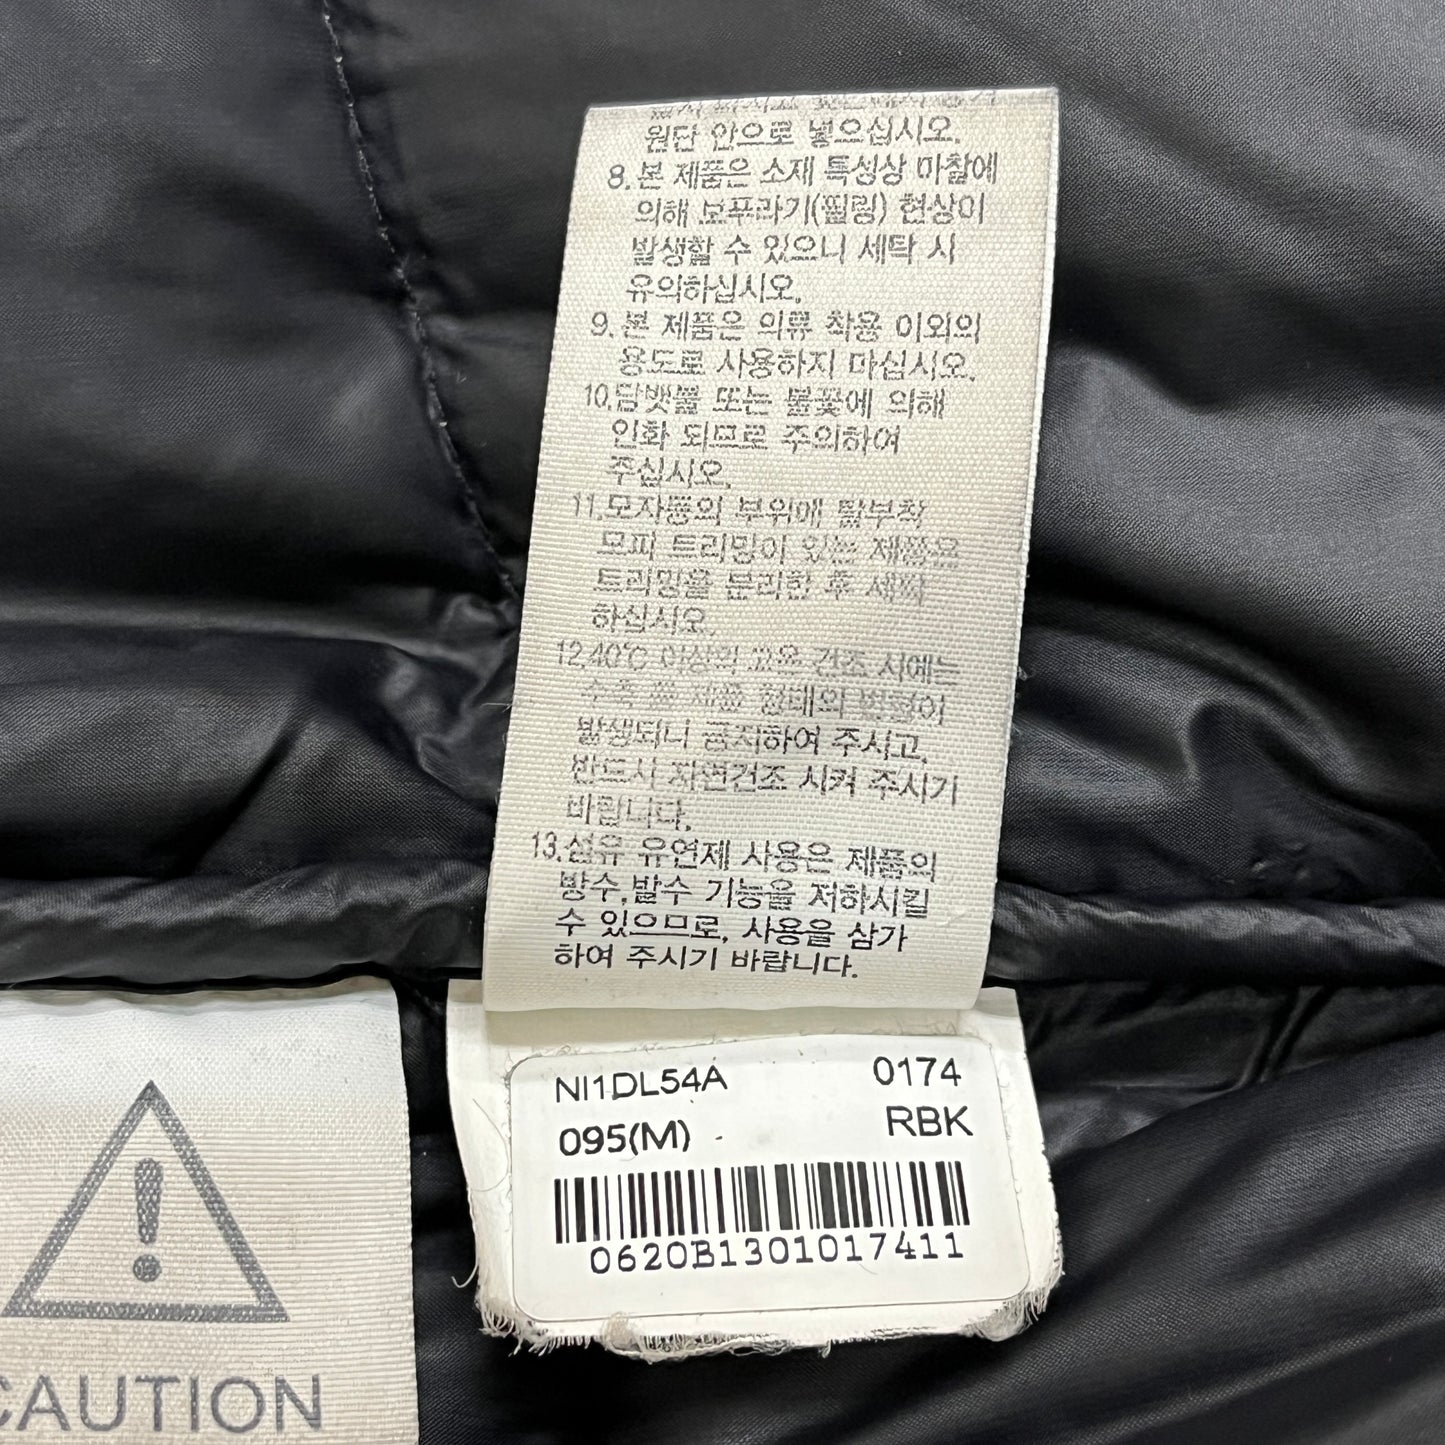 원단 안으로 넣으십시오.
8. 본 제품은 소재 특성상 마찰에
의해 보푸라기(필링) 현상이
발생할 수 있으니 세탁 시
유의하십시오.
9. 본 제품은 의류 착용 이외의
용도로 사용하지 마십시오.
10. 담뱃불 또는 불꽃에 의해
인화 되므로 주의하여
주십시오.
11. 모자등의 부위에 탈부착
모피 트리밍이 있는 제품은
트리밍을 분리한 후 세탁
하십시오.
12. 40℃ 이상의 고온 건조 시에는
수축 및 제품 형태의 변형이
발생되니 금지하여 주시고,
반드시 자연건조 시켜 주시기
바랍니다.
13. 섬유 유연제 사용은 제품의
방수,발수 기능을 저하시킬
수 있으므로, 사용을 삼가
하여 주시기 바랍니다.
NI1DL54A 0174
095(M) RBK
0620B1301017411
CAUTION